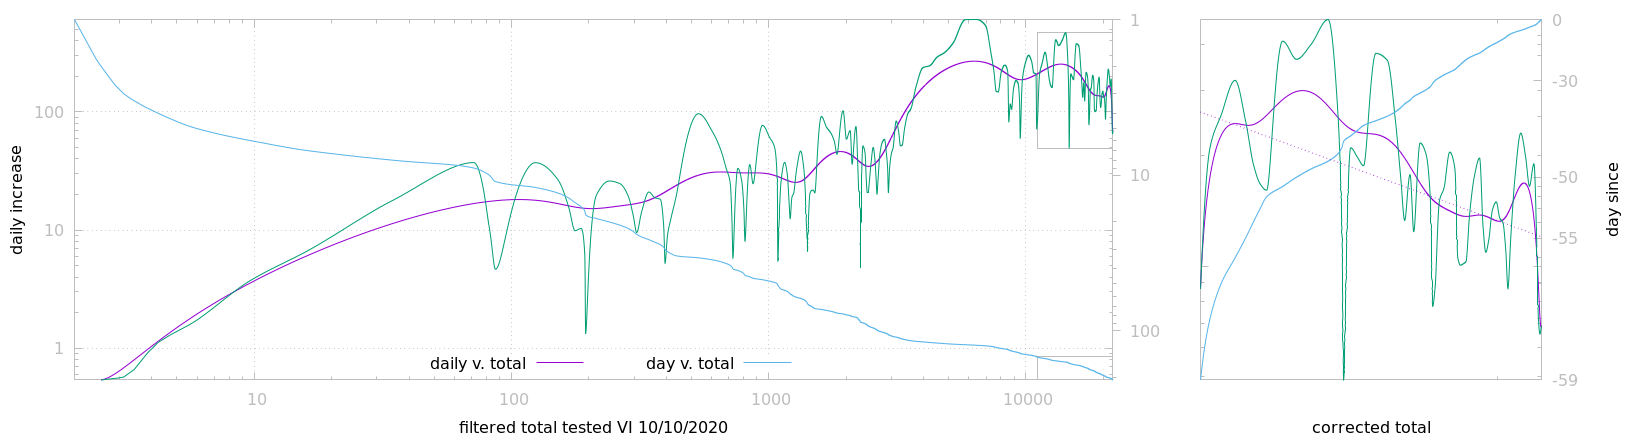 daily increase
100
10
1
10
100
1000
10000
filtered total tested VI 10/10/2020
daily v. total
day v. total
1
10
100
0
-30
-50
-55
-59
day since
corrected total